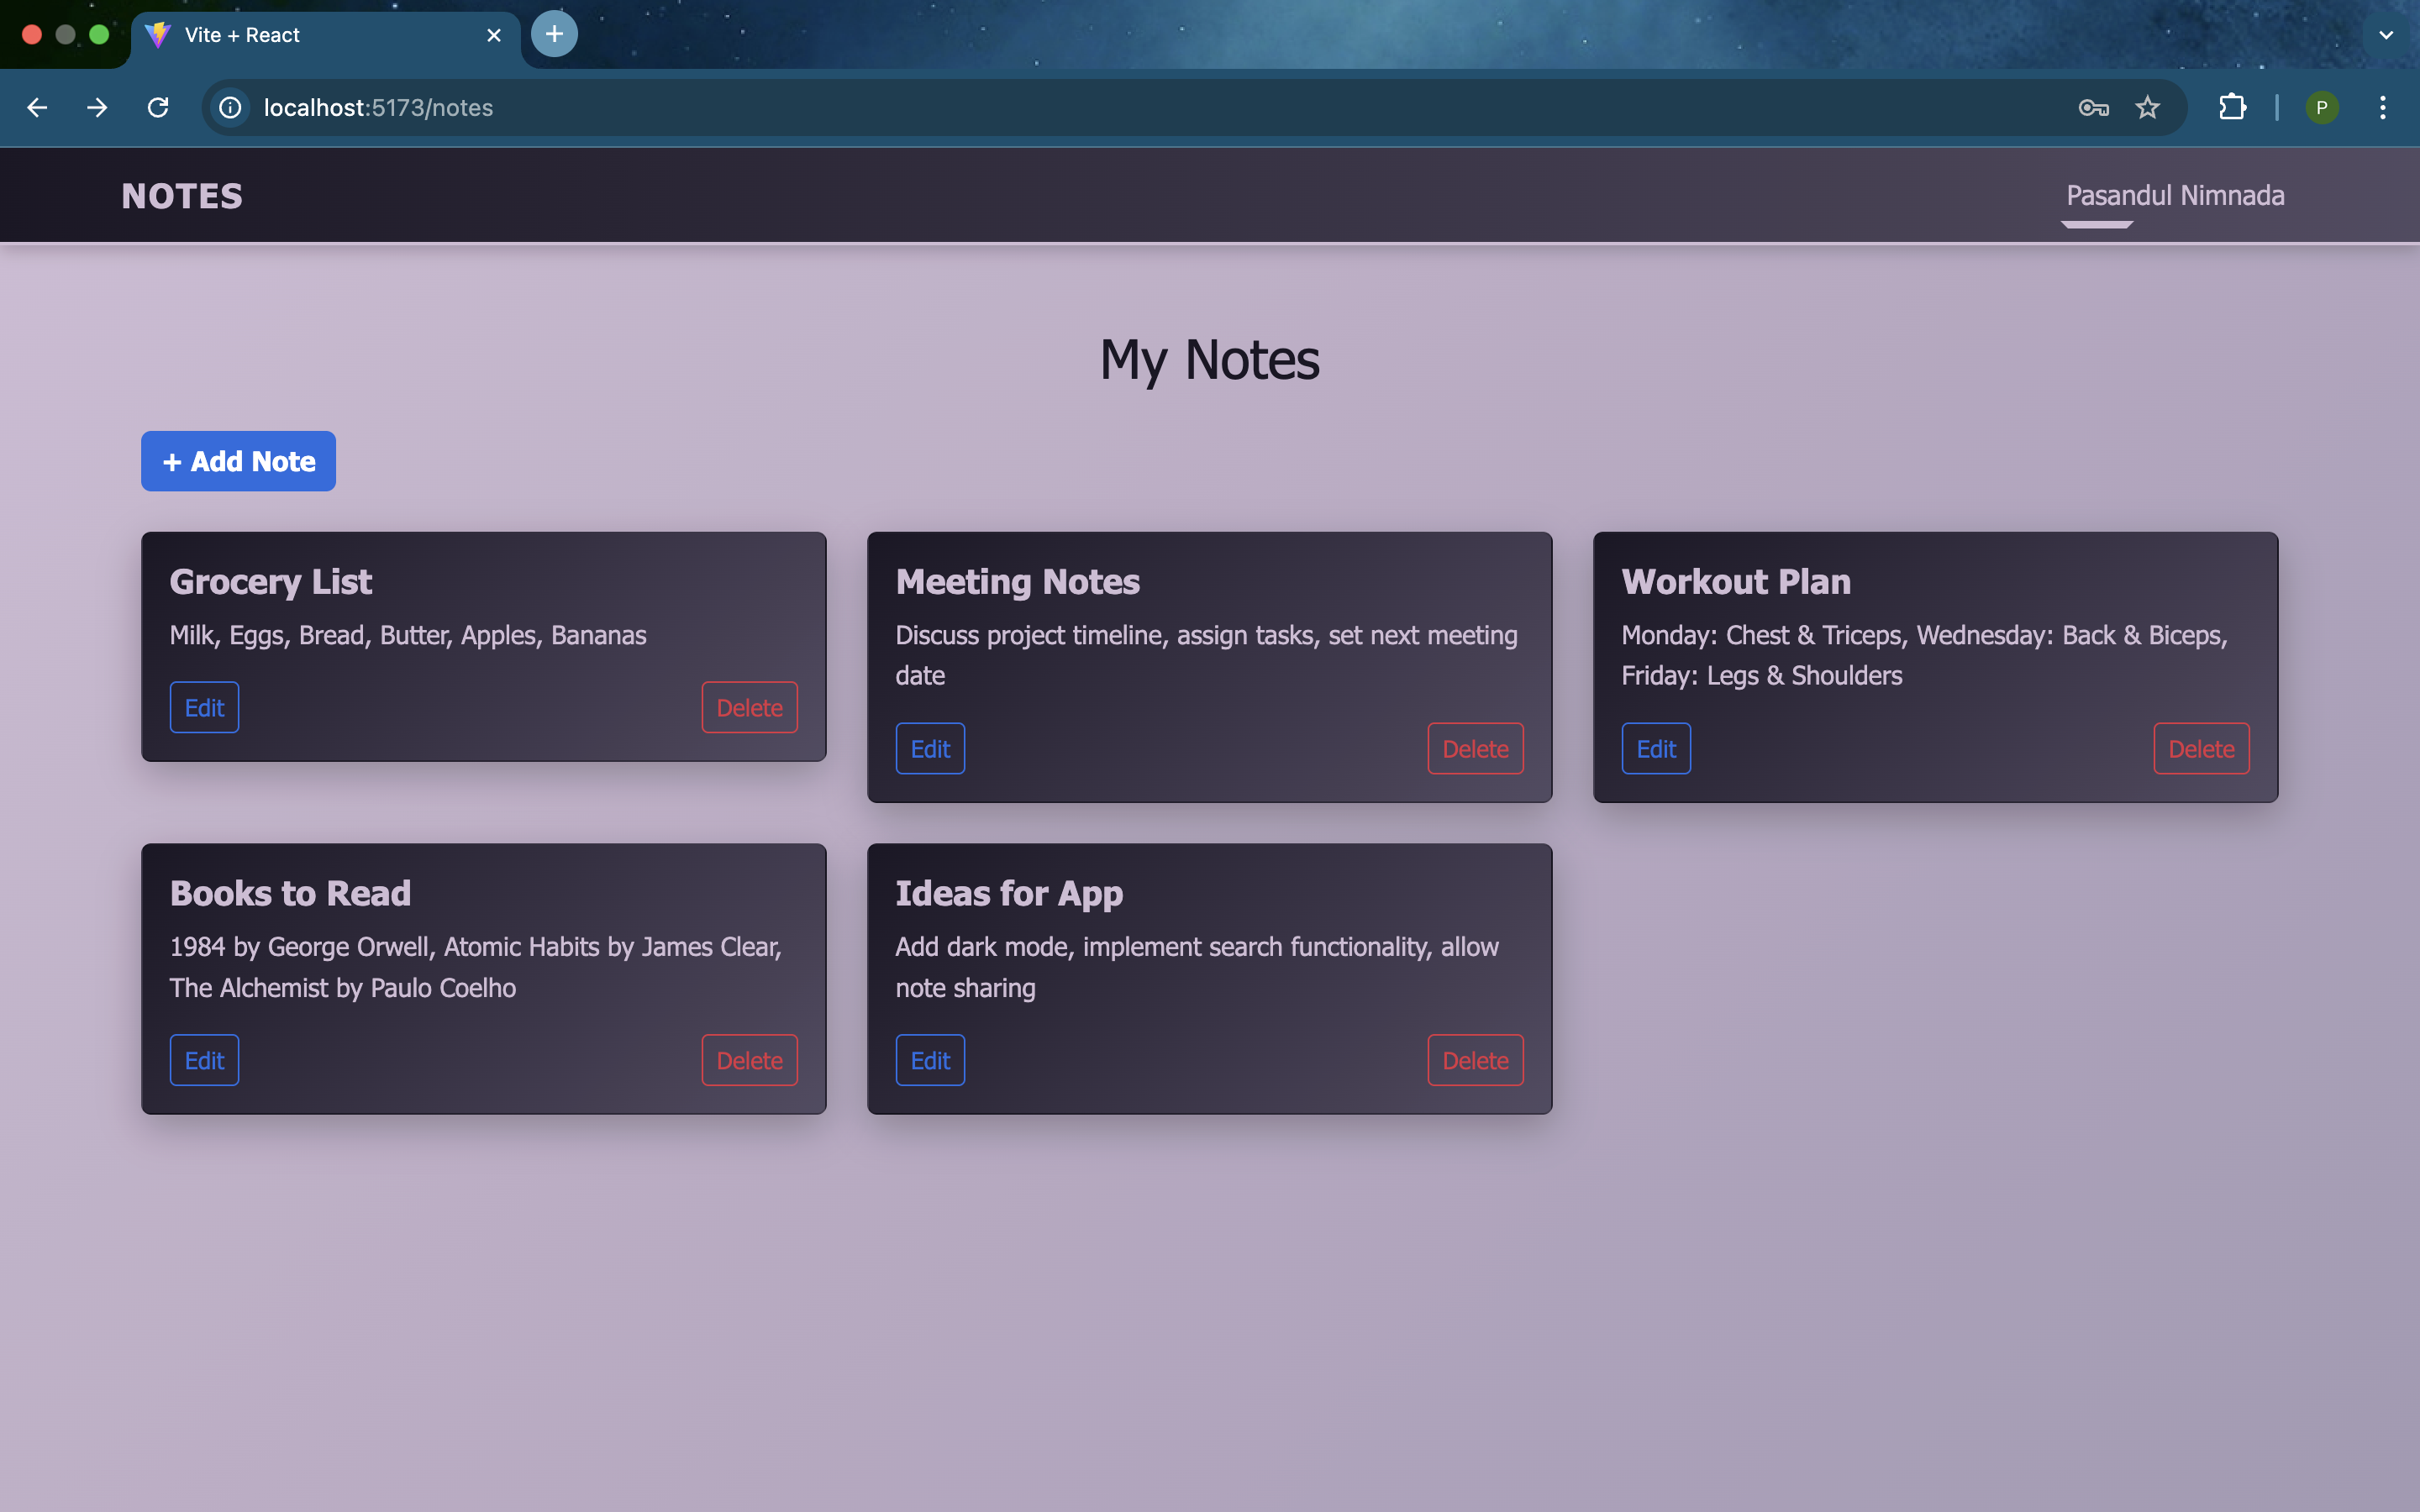 Vite + React
localhost:5173/notes
P
NOTES
Pasandul Nimnada
My Notes
+ Add Note
Grocery List
Milk, Eggs, Bread, Butter, Apples, Bananas
Edit
Delete
Meeting Notes
Discuss project timeline, assign tasks, set next meeting
date
Edit
Delete
Workout Plan
Monday: Chest & Triceps, Wednesday: Back & Biceps,
Friday: Legs & Shoulders
Edit
Delete
Books to Read
1984 by George Orwell, Atomic Habits by James Clear,
The Alchemist by Paulo Coelho
Edit
Delete
Ideas for App
Add dark mode, implement search functionality, allow
note sharing
Edit
Delete